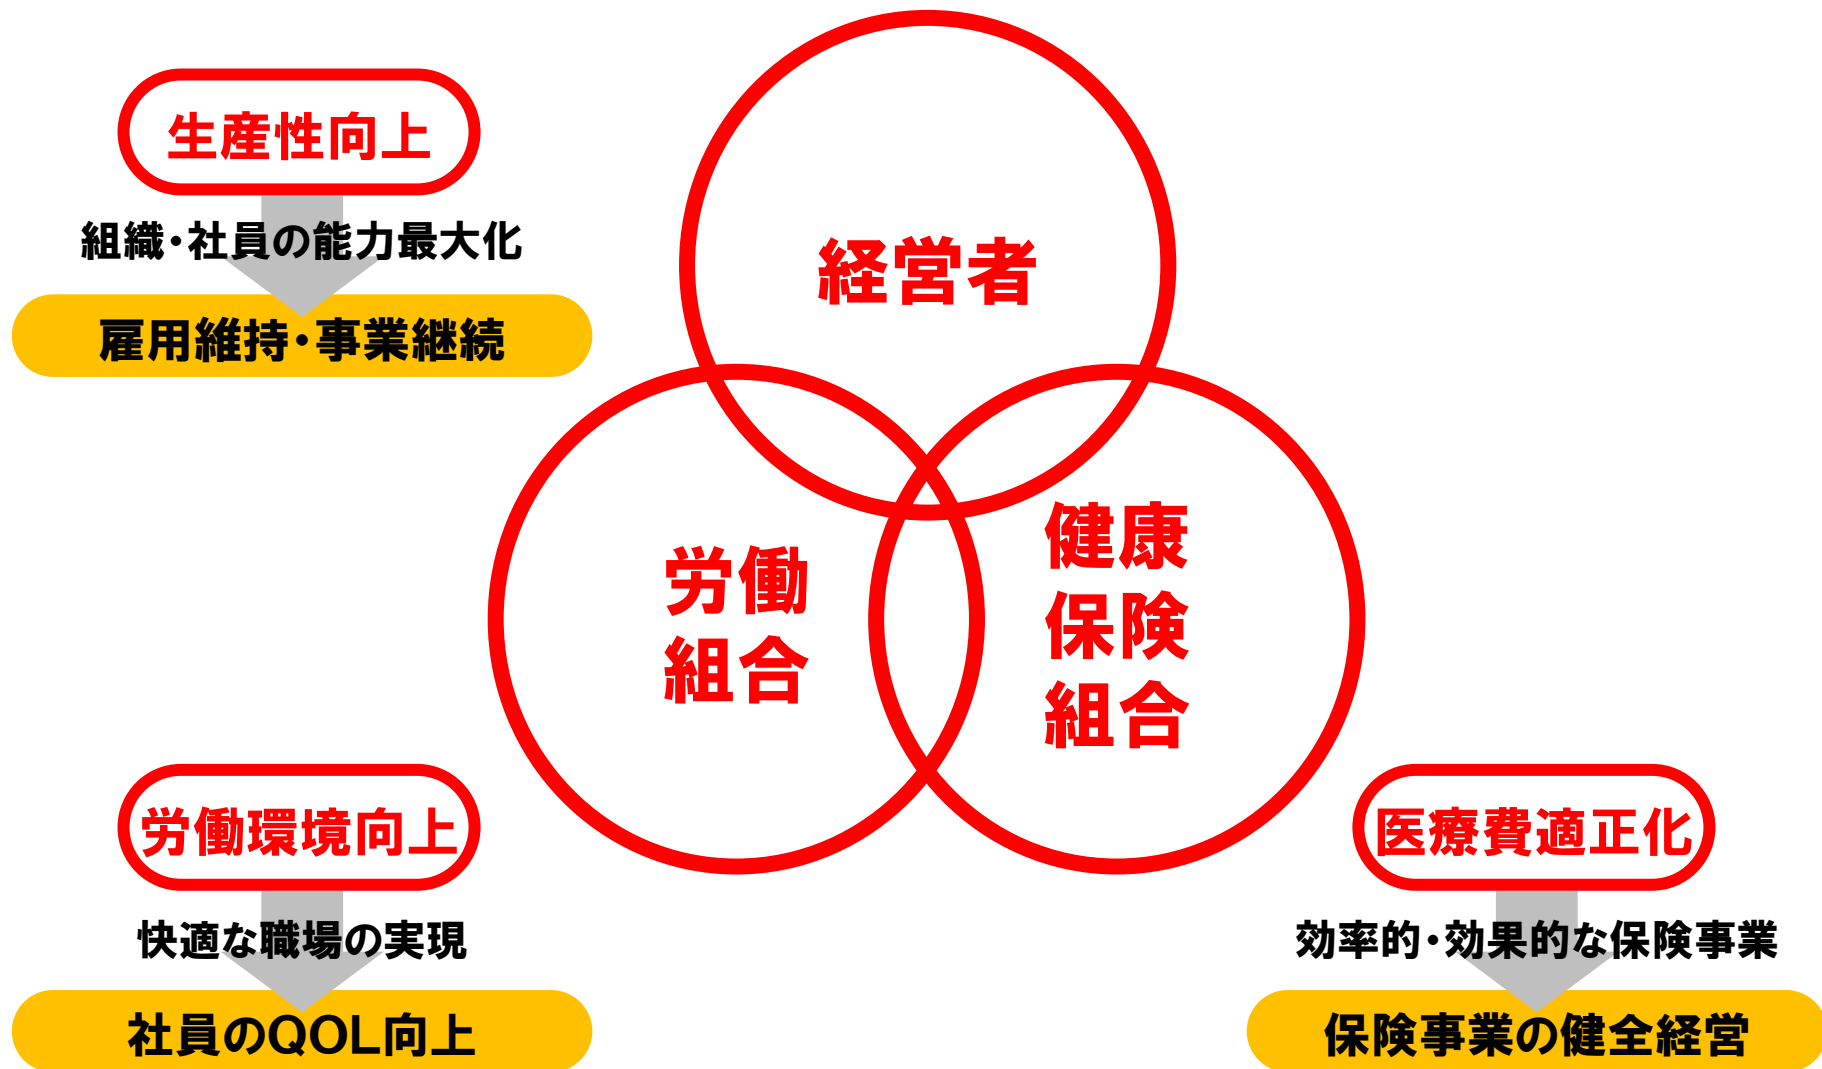 生産性向上
組織・社員の能力最大化
雇用維持・事業継続
経営者
労働
組合
健康
保険
組合
労働環境向上
快適な職場の実現
社員のQOL向上
医療費適正化
効率的・効果的な保険事業
保険事業の健全経営